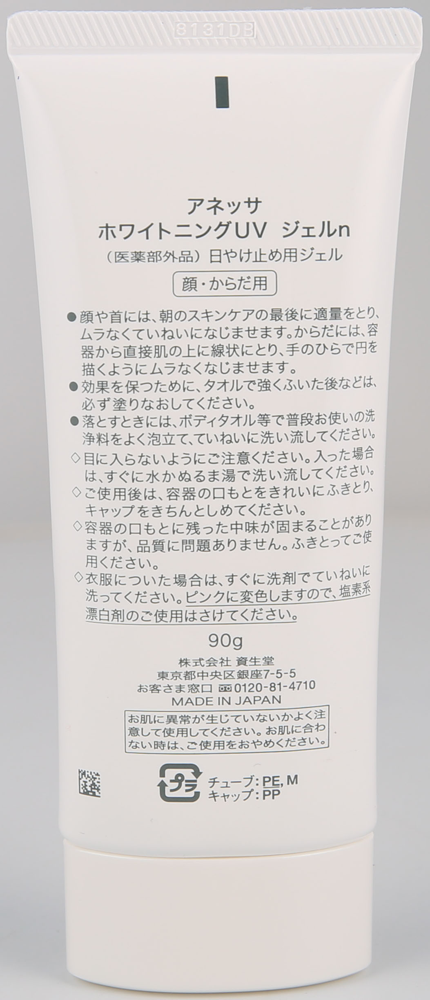 8131DB
アネッサ
ホワイトニングUV ジェルn
（医薬部外品）日やけ止め用ジェル
顔・からだ用
●顔や首には、朝のスキンケアの最後に適量をとり、
ムラなくていねいになじませます。からだには、容
器から直接肌の上に線状にとり、手のひらで円を
描くようにムラなくなじませます。
●効果を保つために、タオルで強くふいた後などは、
必ず塗りなおしてください。
●落とすときには、ボディタオル等で普段お使いの洗
浄料をよく泡立て、ていねいに洗い流してください。
◇目に入らないようにご注意ください。入った場合
は、すぐに水かぬるま湯で洗い流してください。
◇ご使用後は、容器の口もとをきれいにふきとり、
キャップをきちんとしめてください。
◇容器の口もとに残った中味が固まることがあり
ますが、品質に問題ありません。ふきとってご使
用ください。
◇衣服についた場合は、すぐに洗剤でていねいに
洗ってください。ピンクに変色しますので、塩素系
漂白剤のご使用はさけてください。
90g
株式会社 資生堂
東京都中央区銀座7-5-5
お客さま窓口 0120-81-4710
MADE IN JAPAN
お肌に異常が生じていないかよく注
意して使用してください。お肌に合わ
ない時は、ご使用をおやめください。
プラ
チューブ：PE, M
キャップ：PP